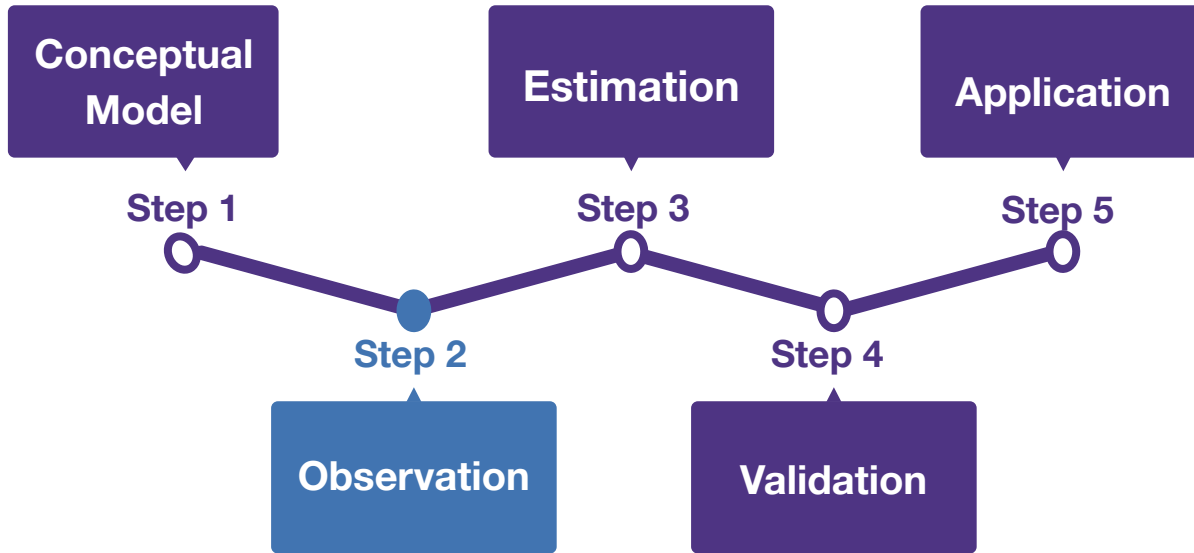 Conceptual
Model
Step 1
Step 2
Observation
Estimation
Step 3
Step 4
Validation
Application
Step 5